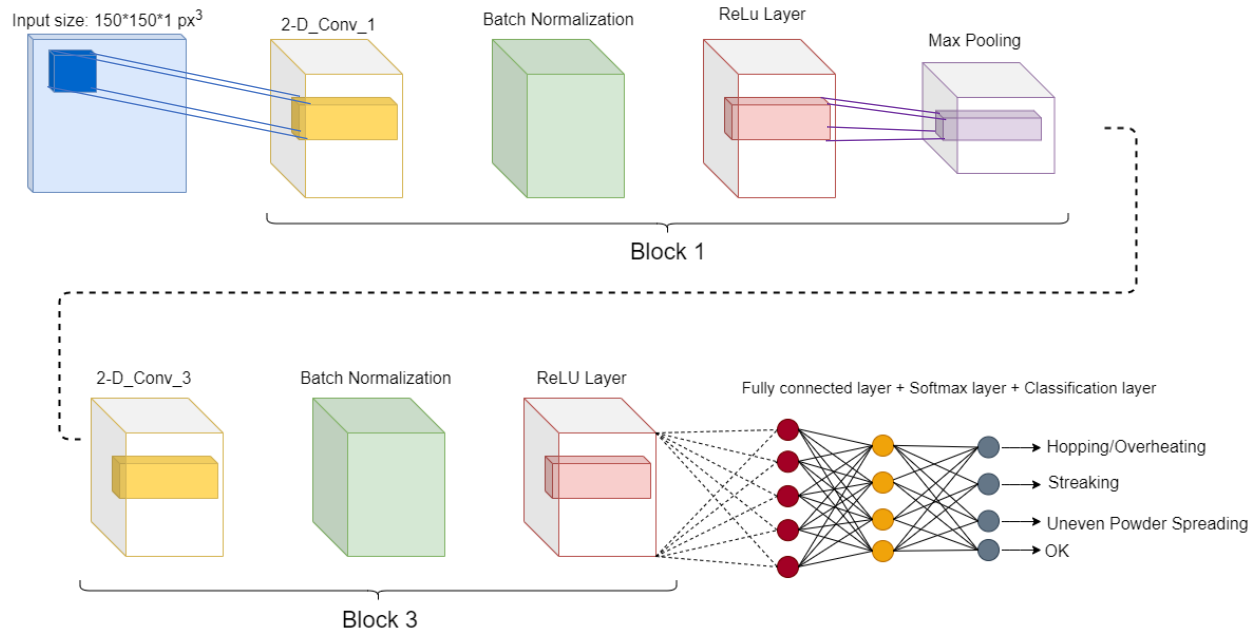 Input size: 150*150*1 px³
2-D_Conv_1
Batch Normalization
ReLu Layer
Max Pooling
Block 1
2-D_Conv_3
Batch Normalization
ReLU Layer
Fully connected layer + Softmax layer + Classification layer
Hopping/Overheating
Streaking
Uneven Powder Spreading
OK
Block 3